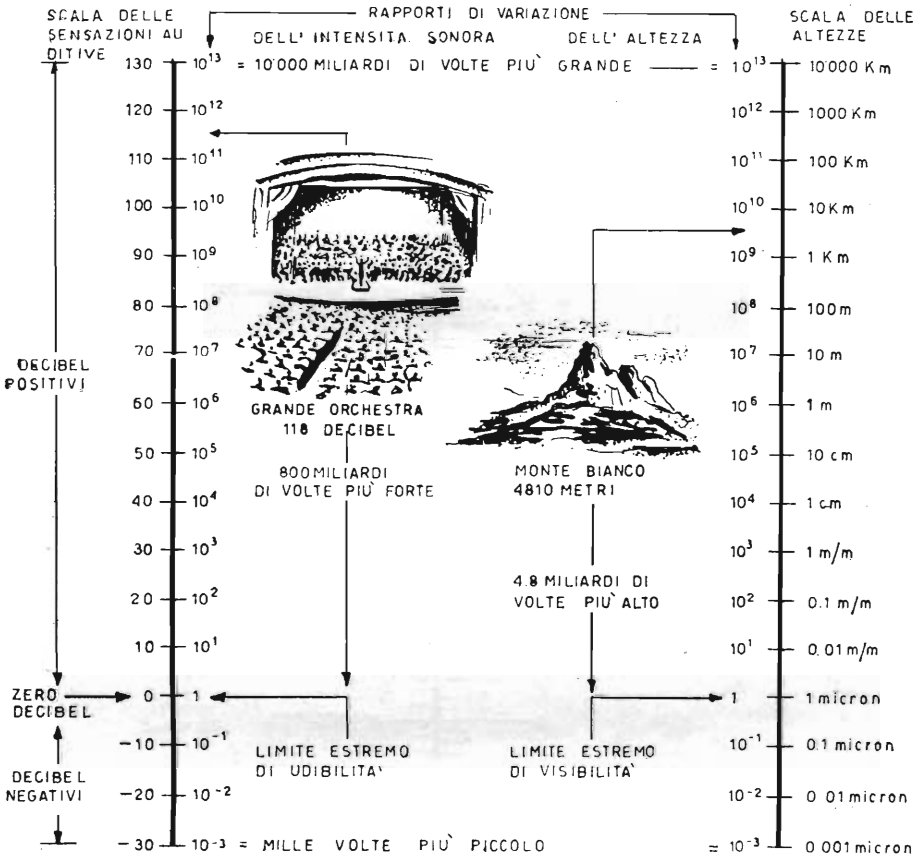 RAPPORTI DI VARIAZIONE
SCALA DELLE
SENSAZIONI AU
DITIVE
DELL' INTENSITA. SONORA
DELL' ALTEZZA
SCALA DELLE
ALTEZZE
130 10¹³ = 10'000 MILIARDI DI VOLTE PIÙ GRANDE = 10¹³ 10'000 Km
120 10¹² 10¹² 1000 Km
110 10¹¹ 10¹¹ 100 Km
100 10¹⁰ 10¹⁰ 10 Km
90 10⁹ 10⁹ 1 Km
80 10⁸ 10⁸ 100 m
70 10⁷ 10⁷ 10 m
DECIBEL
POSITIVI
60 10⁶ 10⁶ 1 m
GRANDE ORCHESTRA
118 DECIBEL
50 10⁵ 10⁵ 10 cm
800 MILIARDI
DI VOLTE PIÙ FORTE
MONTE BIANCO
4810 METRI
40 10⁴ 10⁴ 1 cm
30 10³ 10³ 1 m/m
4.8 MILIARDI DI
VOLTE PIÙ ALTO
20 10² 10² 0.1 m/m
10 10¹ 10¹ 0.01 m/m
ZERO
DECIBEL
0 1 1 1 micron
-10 10⁻¹ 10⁻¹ 0.1 micron
LIMITE ESTREMO
DI UDIBILITÀ
LIMITE ESTREMO
DI VISIBILITÀ
DECIBEL
NEGATIVI
-20 10⁻² 10⁻² 0 01 micron
-30 10⁻³ = MILLE VOLTE PIÙ PICCOLO = 10⁻³ 0.001 micron